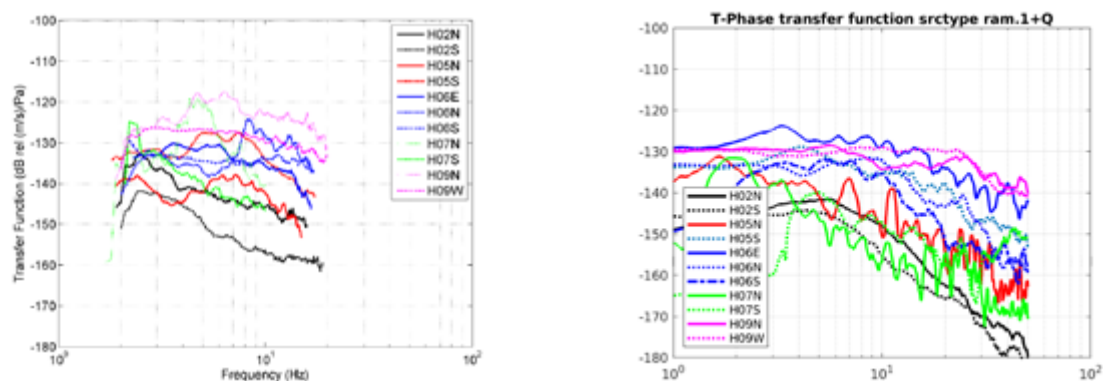 -100
-110
-120
-130
-140
-150
-160
-170
-180
Transfer Function (dB rel (m/s)/Pa)
10⁰
10¹
10²
Frequency (Hz)
H02N
H02S
H05N
H05S
H06E
H06N
H06S
H07N
H07S
H09N
H09W
T-Phase transfer function srctype ram.1+Q
-100
-110
-120
-130
-140
-150
-160
-170
-180
10⁰
10¹
10²
H02N
H02S
H05N
H05S
H06E
H06N
H06S
H07N
H07S
H09N
H09W